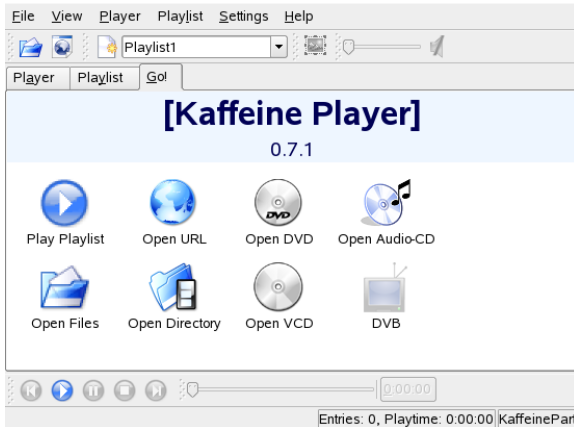 File View Player Playlist Settings Help
Playlist1
Player Playlist Go!
[Kaffeine Player]
0.7.1
Play Playlist Open URL Open DVD Open Audio-CD
DVD
Open Files Open Directory Open VCD DVB
0:00:00
Entries: 0, Playtime: 0:00:00 KaffeinePart